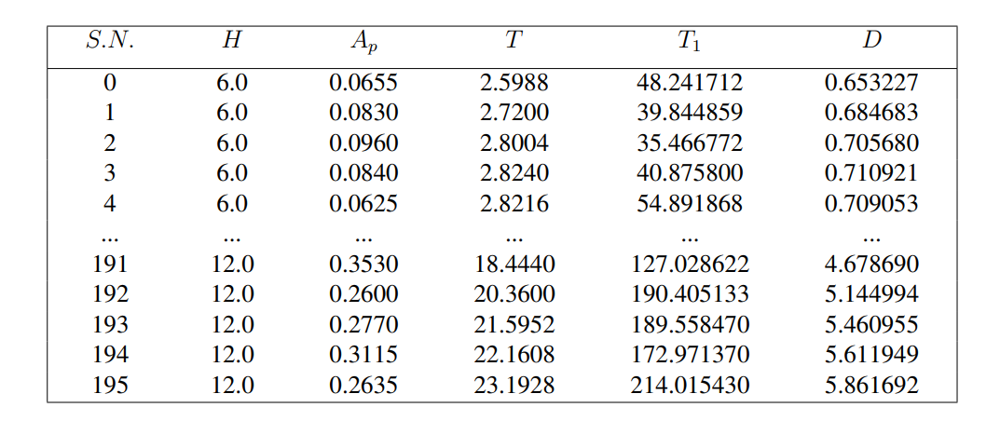 S.N. H Ap T T1 D
0 6.0 0.0655 2.5988 48.241712 0.653227
1 6.0 0.0830 2.7200 39.844859 0.684683
2 6.0 0.0960 2.8004 35.466772 0.705680
3 6.0 0.0840 2.8240 40.875800 0.710921
4 6.0 0.0625 2.8216 54.891868 0.709053
... ... ... ... ... ...
191 12.0 0.3530 18.4440 127.028622 4.678690
192 12.0 0.2600 20.3600 190.405133 5.144994
193 12.0 0.2770 21.5952 189.558470 5.460955
194 12.0 0.3115 22.1608 172.971370 5.611949
195 12.0 0.2635 23.1928 214.015430 5.861692